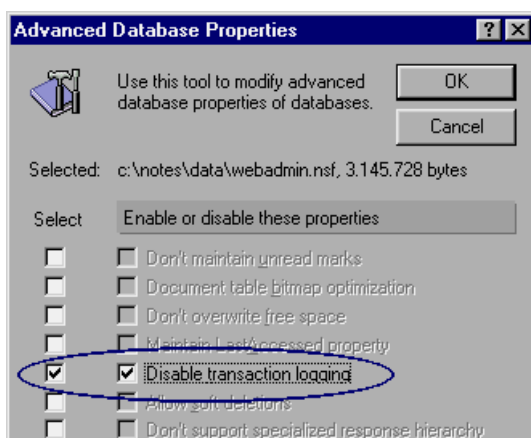 Advanced Database Properties
Use this tool to modify advanced
database properties of databases.
OK
Cancel
Selected: c:\notes\data\webadmin.nsf, 3.145.728 bytes
Select Enable or disable these properties
Don't maintain unread marks
Document table bitmap optimization
Don't overwrite free space
Maintain LastAccessed property
Disable transaction logging
Allow soft deletions
Don't support specialized response hierarchy